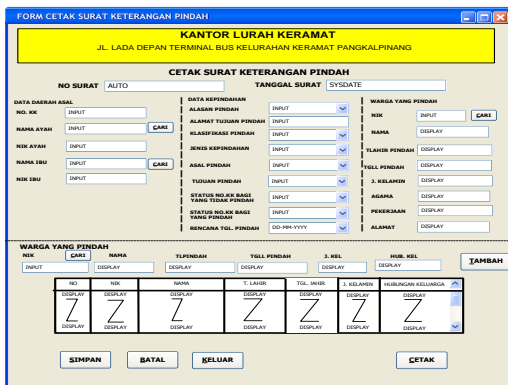 FORM CETAK SURAT KETERANGAN PINDAH
KANTOR LURAH KERAMAT
JL. LADA DEPAN TERMINAL BUS KELURAHAN KERAMAT PANGKALPINANG
CETAK SURAT KETERANGAN PINDAH
NO SURAT AUTO TANGGAL SURAT SYSDATE
DATA DAERAH ASAL
NO. KK INPUT
NAMA AYAH INPUT CARI
NIK AYAH INPUT
NAMA IBU INPUT CARI
NIK IBU INPUT
DATA KEPINDAHAN
ALASAN PINDAH INPUT
ALAMAT TUJUAN PINDAH INPUT
KLASIFIKASI PINDAH INPUT
JENIS KEPINDAHAN INPUT
ASAL PINDAH INPUT
TUJUAN PINDAH INPUT
STATUS NO.KK BAGI
YANG TIDAK PINDAH INPUT
STATUS NO.KK BAGI
YANG PINDAH INPUT
RENCANA TGL. PINDAH DD-MM-YYYY
WARGA YANG PINDAH
NIK INPUT CARI
NAMA DISPLAY
TLAHIR PINDAH DISPLAY
TGLL PINDAH DISPLAY
J. KELAMIN DISPLAY
AGAMA DISPLAY
PEKERJAAN DISPLAY
ALAMAT DISPLAY
WARGA YANG PINDAH
NIK CARI NAMA TLPINDAH TGLL PINDAH J. KEL HUB. KEL
INPUT DISPLAY DISPLAY DISPLAY DISPLAY DISPLAY TAMBAH
NO NIK NAMA T. LAHIR TGL. lAHIR J. KELAMIN HUBUNGAN KELUARGA
DISPLAY DISPLAY DISPLAY DISPLAY DISPLAY DISPLAY DISPLAY
DISPLAY DISPLAY DISPLAY DISPLAY DISPLAY DISPLAY DISPLAY
SIMPAN BATAL KELUAR CETAK